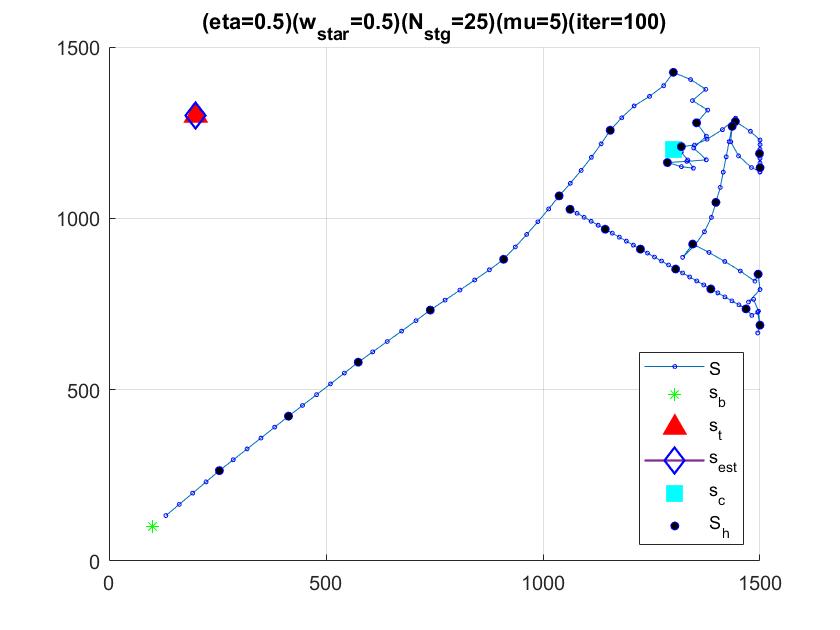 (eta=0.5)(w_star=0.5)(N_stg=25)(mu=5)(iter=100)
1500
1000
500
0
0 500 1000 1500
S
s_b
s_t
s_est
s_c
S_h